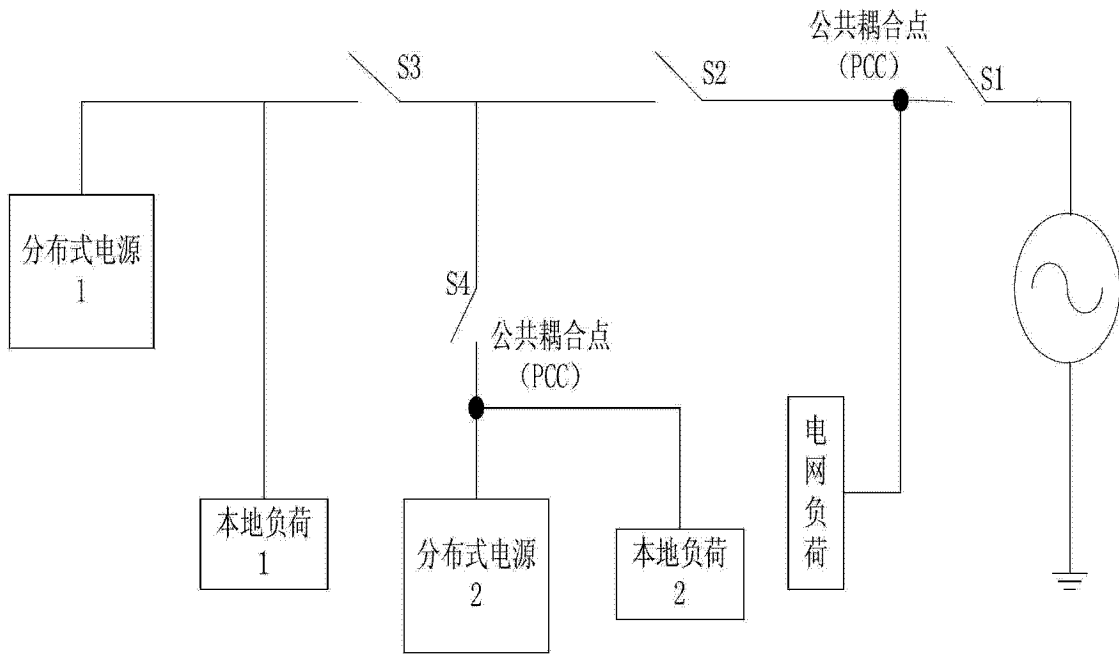 公共耦合点
(PCC)
S3
S2
S1
分布式电源
1
S4
公共耦合点
(PCC)
电
网
负
荷
本地负荷
1
分布式电源
2
本地负荷
2